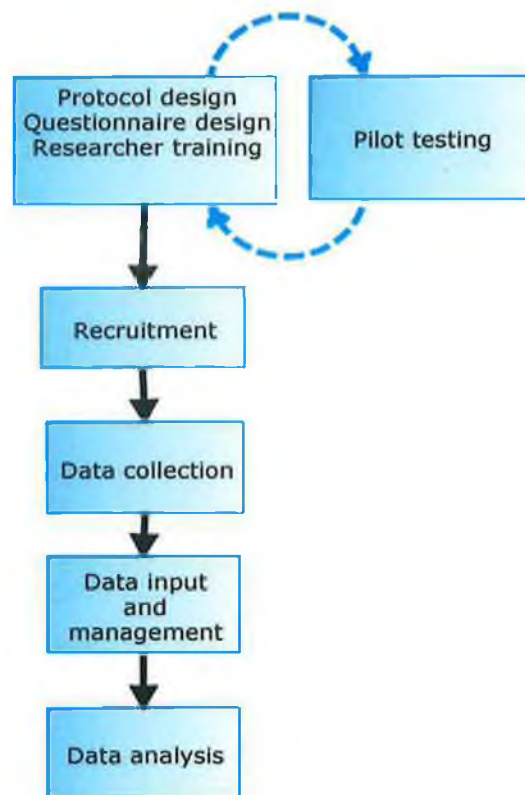 Protocol design
Questionnaire design
Researcher training
Pilot testing
Recruitment
Data collection
Data input
and
management
Data analysis